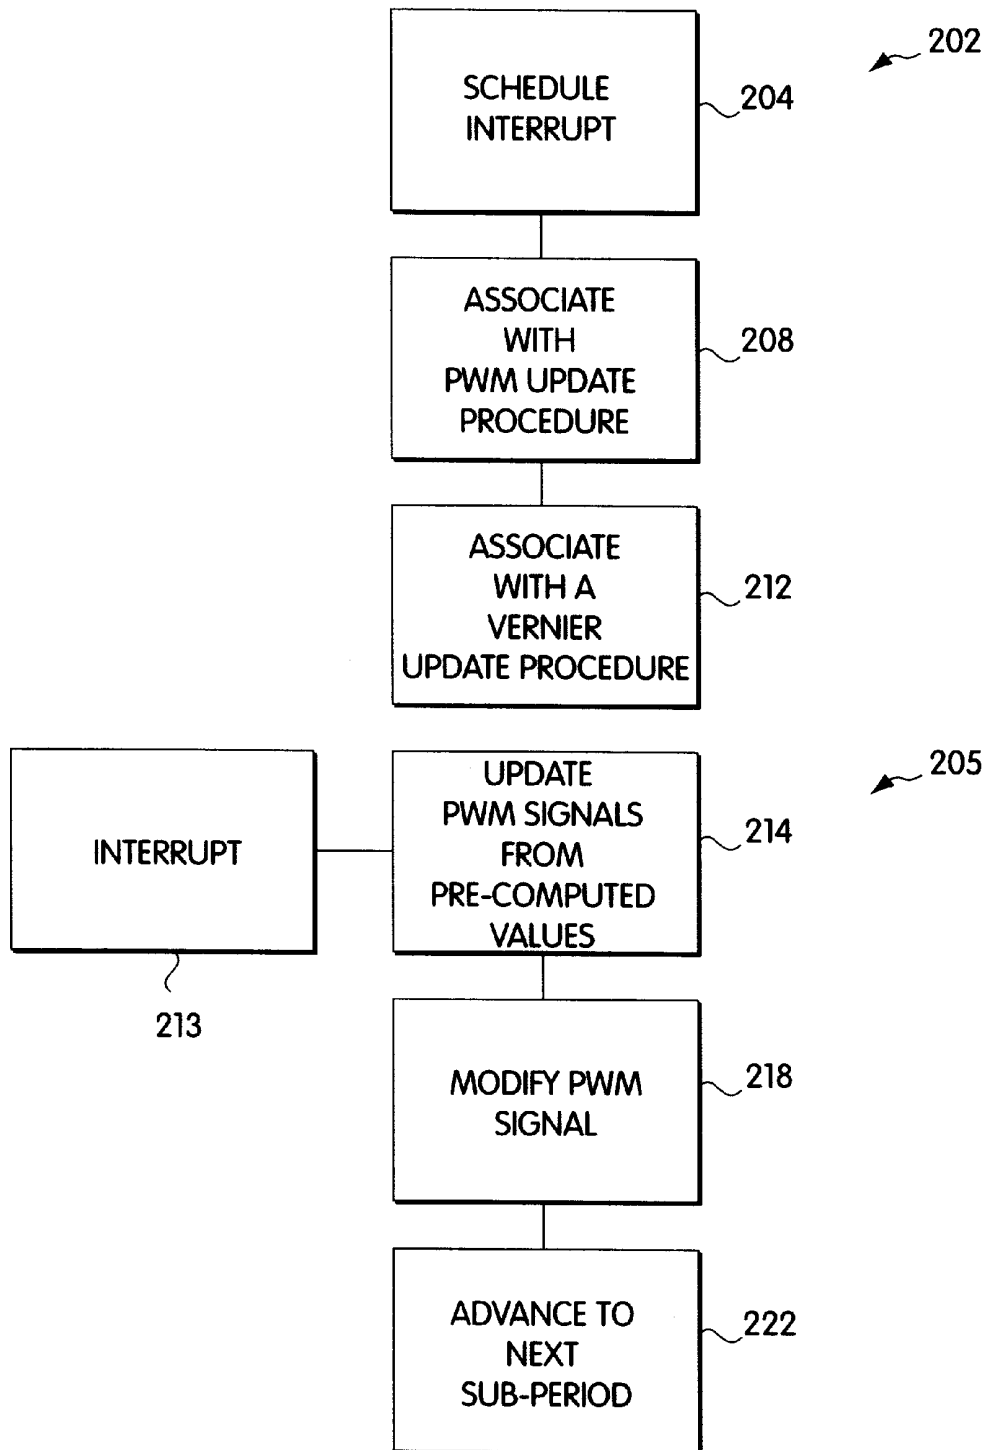 202
SCHEDULE
INTERRUPT
204
ASSOCIATE
WITH
PWM UPDATE
PROCEDURE
208
ASSOCIATE
WITH A
VERNIER
UPDATE PROCEDURE
212
205
INTERRUPT
213
UPDATE
PWM SIGNALS
FROM
PRE-COMPUTED
VALUES
214
MODIFY PWM
SIGNAL
218
ADVANCE TO
NEXT
SUB-PERIOD
222